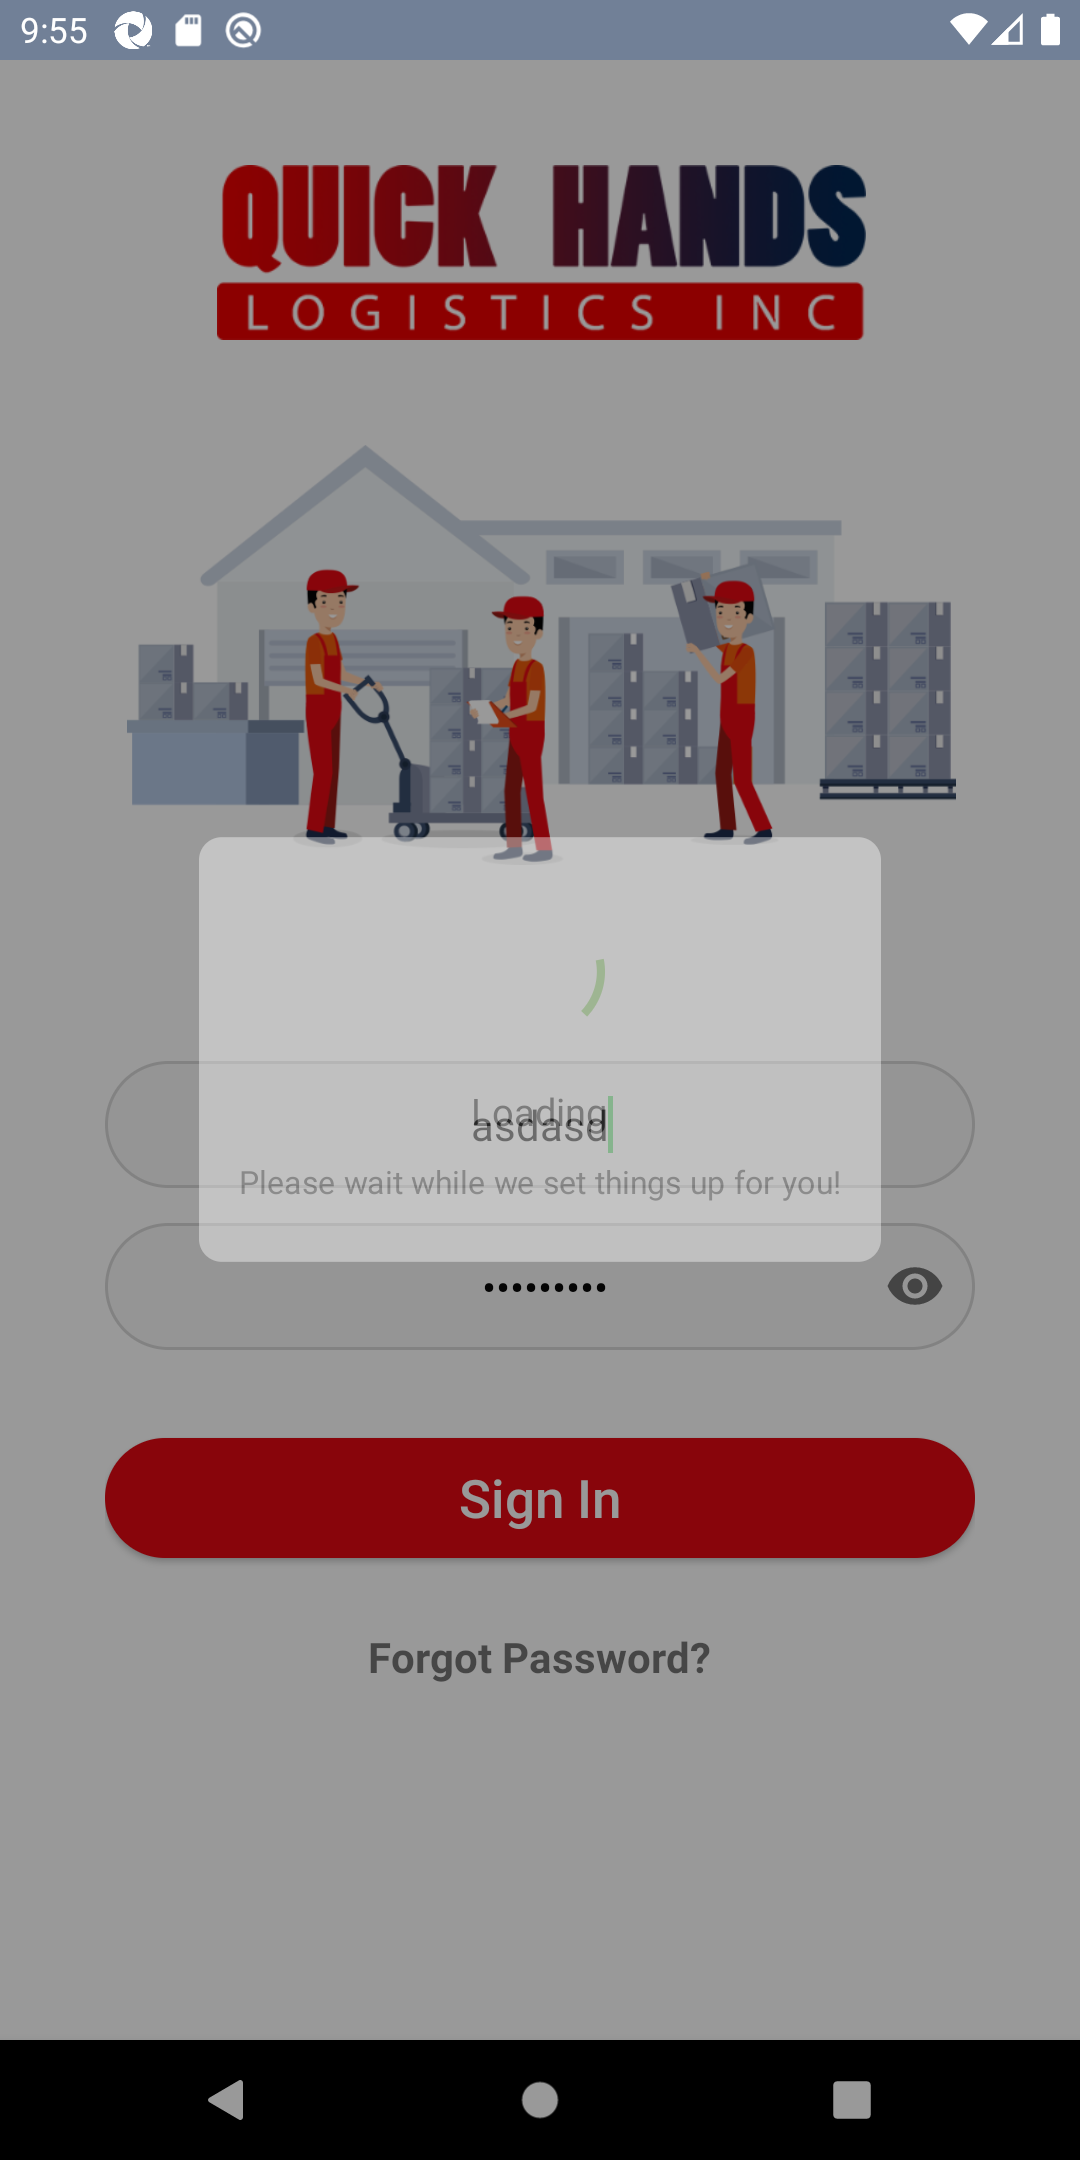 9:55
QUICK HANDS
LOGISTICS INC
Loading
asdasd
Please wait while we set things up for you!
•••••••••
Sign In
Forgot Password?